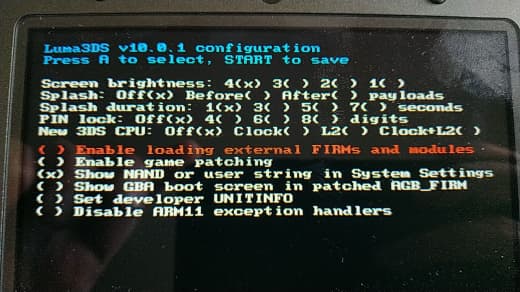 Luma3DS v10.0.1 configuration
Press A to select, START to save
Screen brightness: 4(x) 3( ) 2( ) 1( )
Splash: Off(x) Before( ) After( ) payloads
Splash duration: 1(x) 3( ) 5( ) 7( ) seconds
PIN lock: Off(x) 4( ) 6( ) 8( ) digits
New 3DS CPU: Off(x) Clock( ) L2( ) Clock+L2( )
( ) Enable loading external FIRMs and modules
( ) Enable game patching
(x) Show NAND or user string in System Settings
( ) Show GBA boot screen in patched AGB_FIRM
( ) Set developer UNITINFO
( ) Disable ARM11 exception handlers